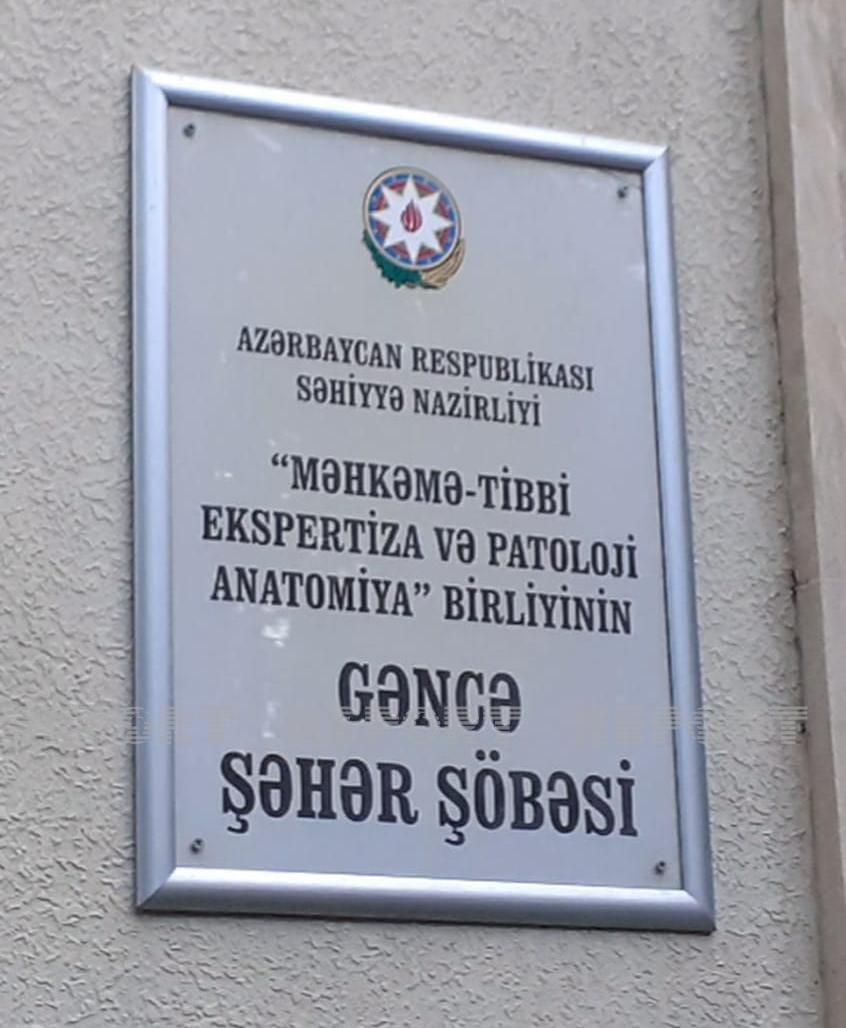 AZƏRBAYCAN RESPUBLİKASI
SƏHİYYƏ NAZİRLİYİ
“MƏHKƏMƏ-TİBBİ
EKSPERTİZA VƏ PATOLOJİ
ANATOMİYA” BİRLİYİNİN
GƏNCƏ
ŞƏHƏR ŞÖBƏSİ